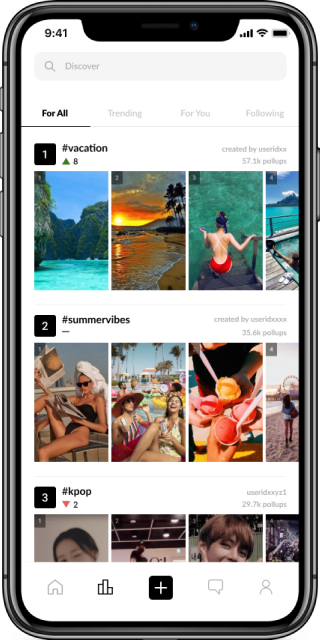 9:41
Discover
For All Trending For You Following
1 #vacation created by useridxx
8 57.1k pollups
1 2 3 4
2 #summervibes created by useridxxxx
35.6k pollups
1 2 3 4
3 #kpop useridxxyz1
2 29.7k pollups
1 2 3 4